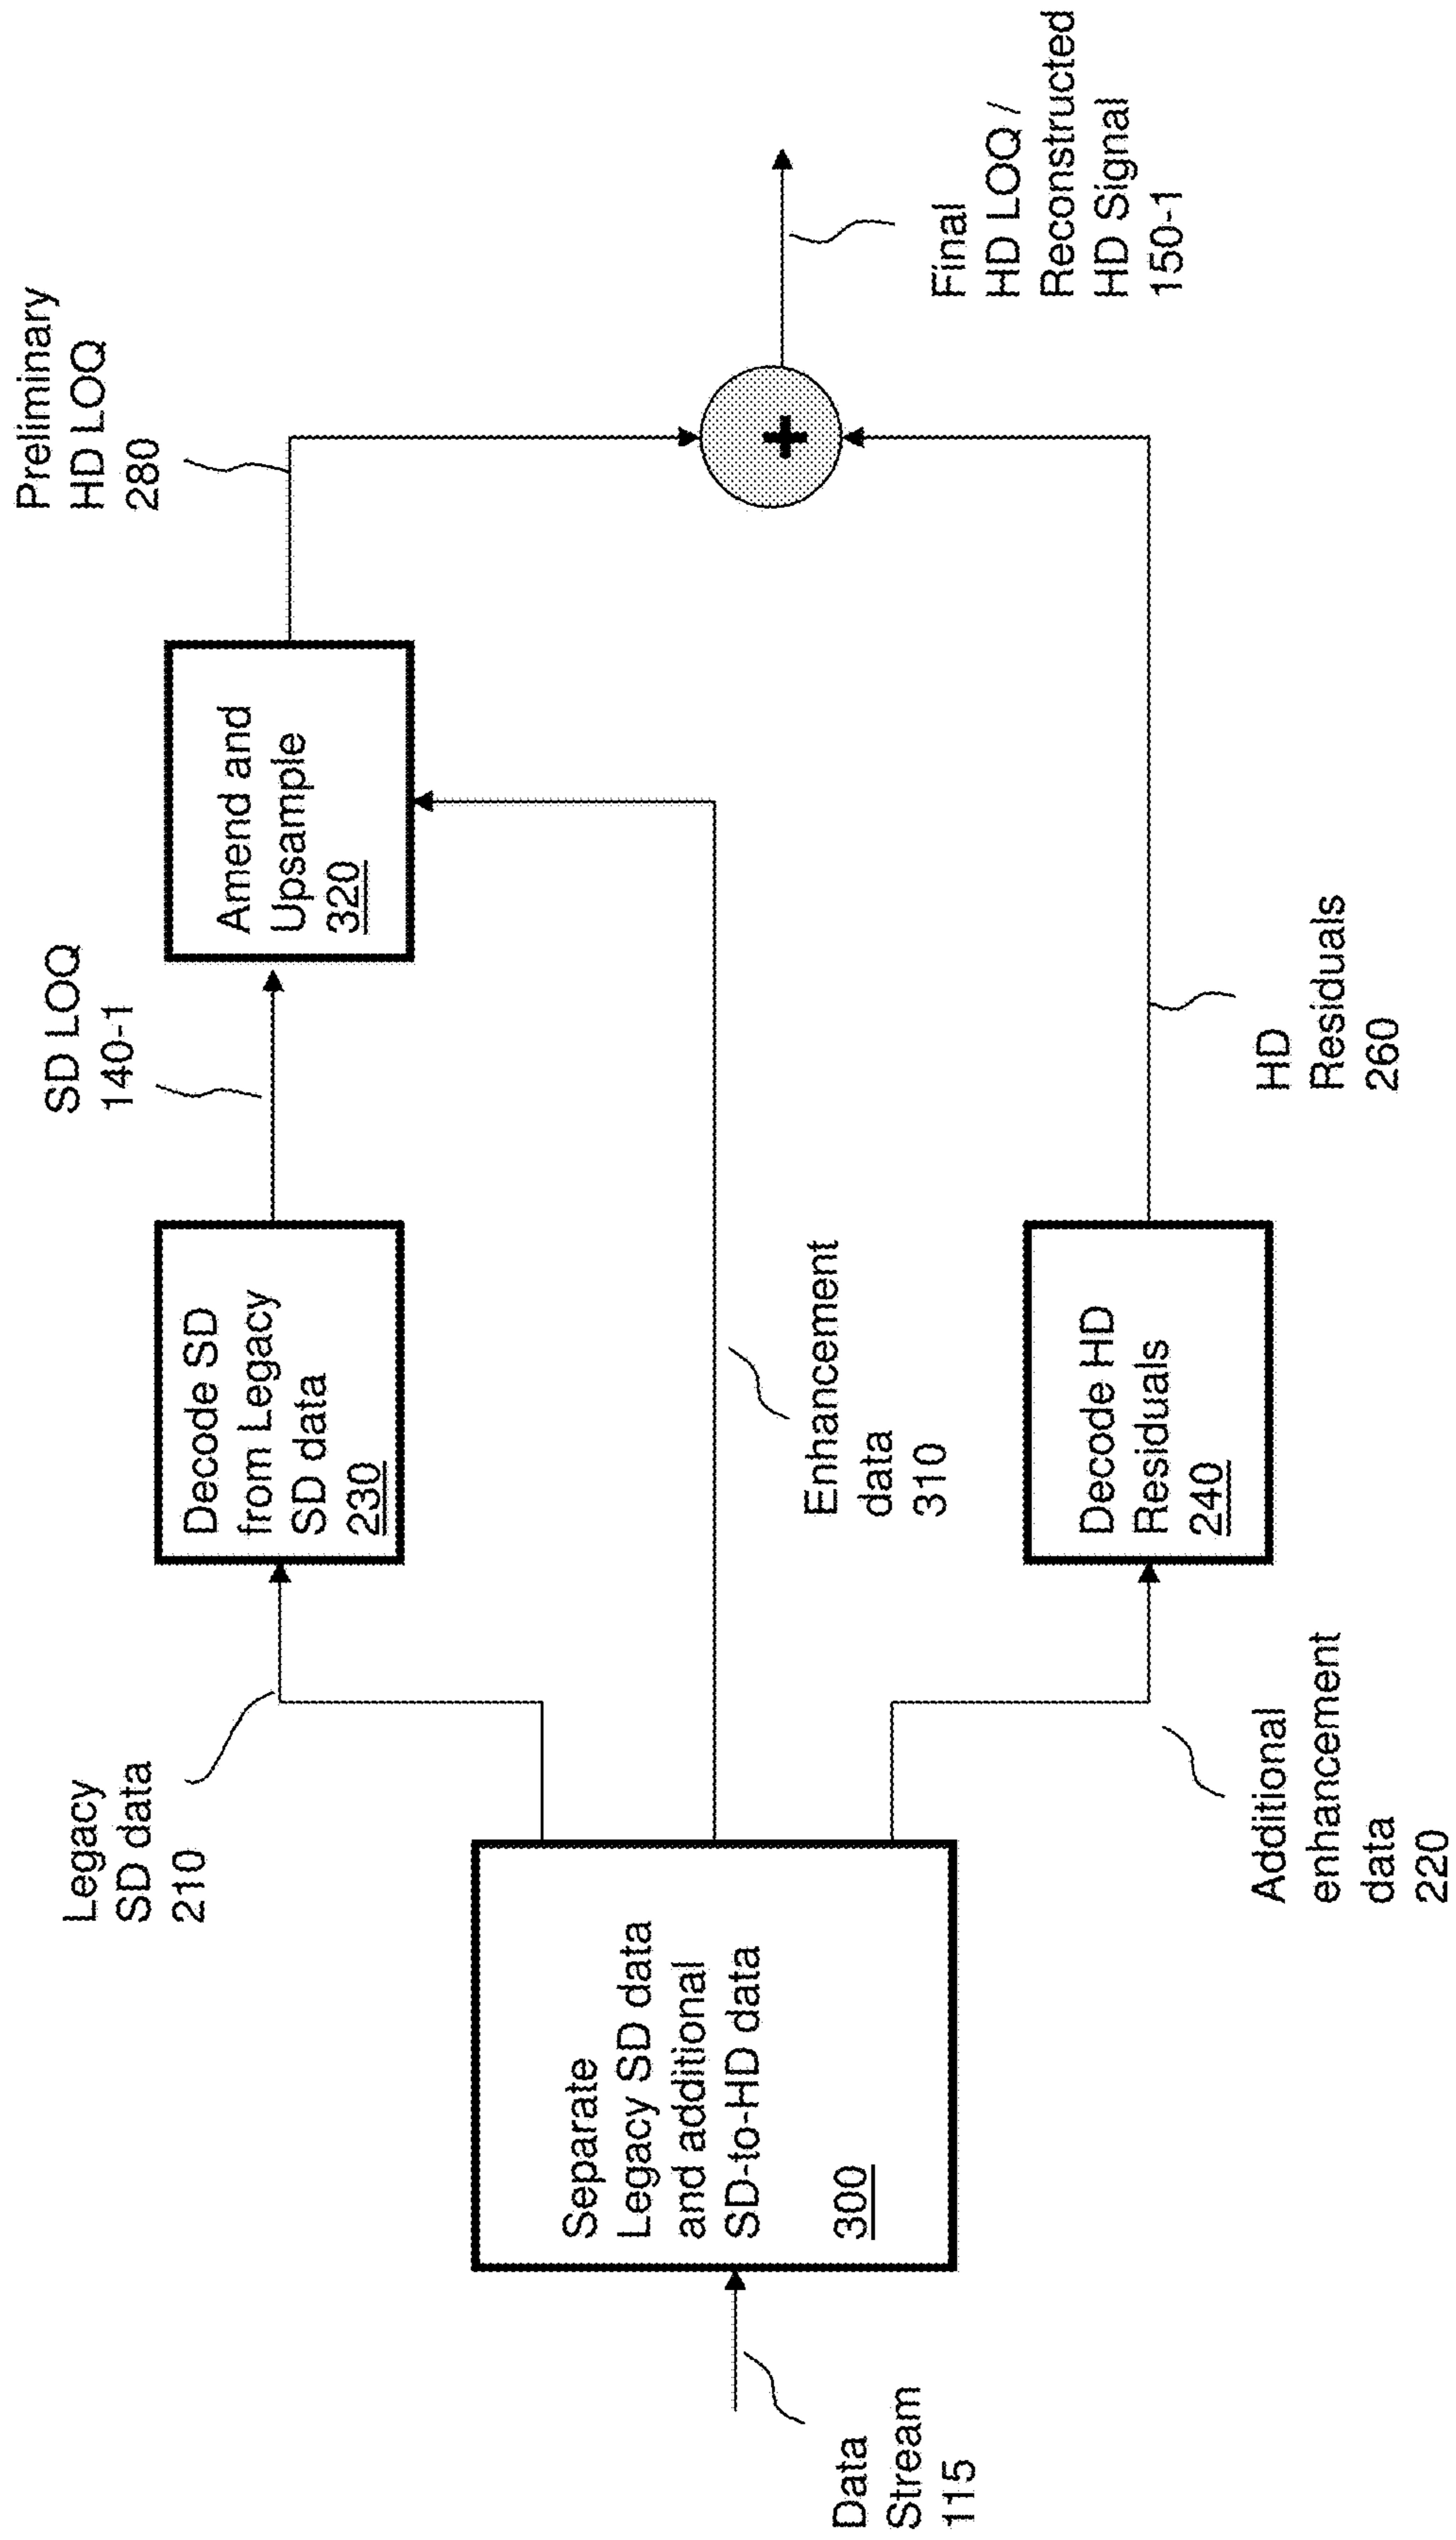 Data
Stream
115
Separate
Legacy SD data
and additional
SD-to-HD data
300
Legacy
SD data
210
Decode SD
from Legacy
SD data
230
SD LOQ
140-1
Amend and
Upsample
320
Preliminary
HD LOQ
280
Enhancement
data
310
Additional
enhancement
data
220
Decode HD
Residuals
240
HD
Residuals
260
+
Final
HD LOQ /
Reconstructed
HD Signal
150-1